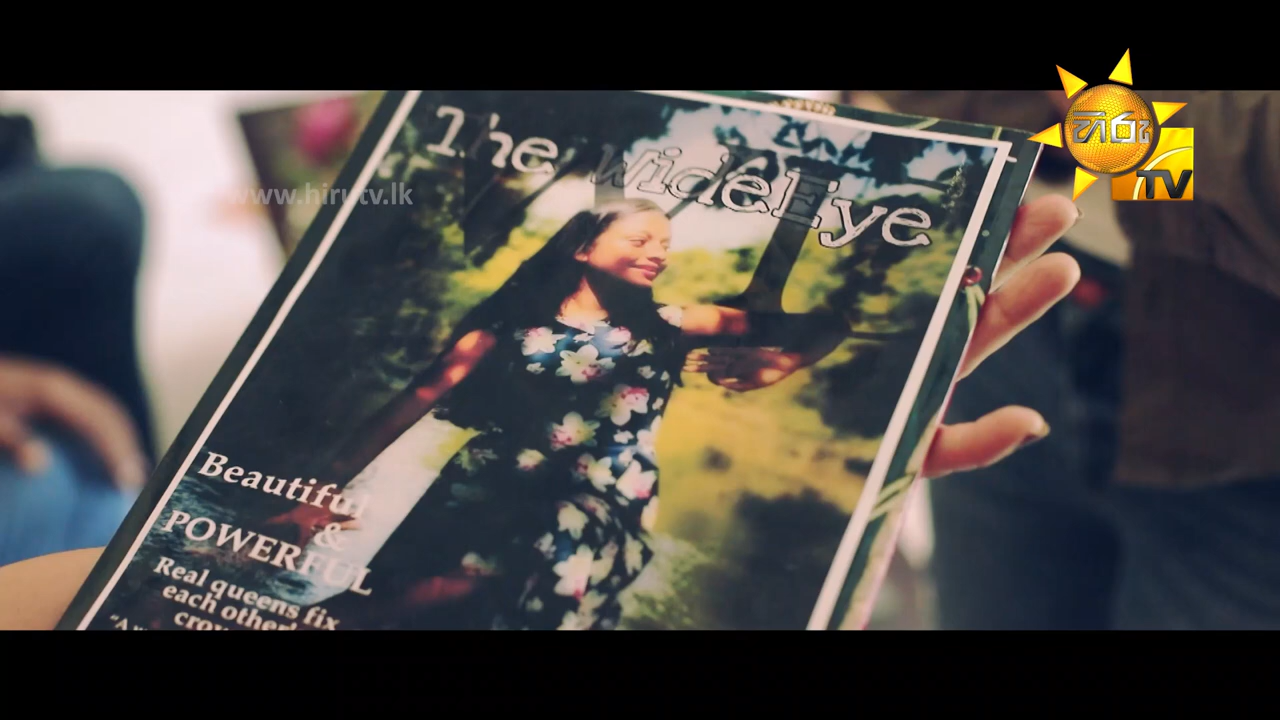 හිරු
TV
www.hirutv.lk
The WideEye
Beautiful
&
POWERFUL
Real queens fix
each other's